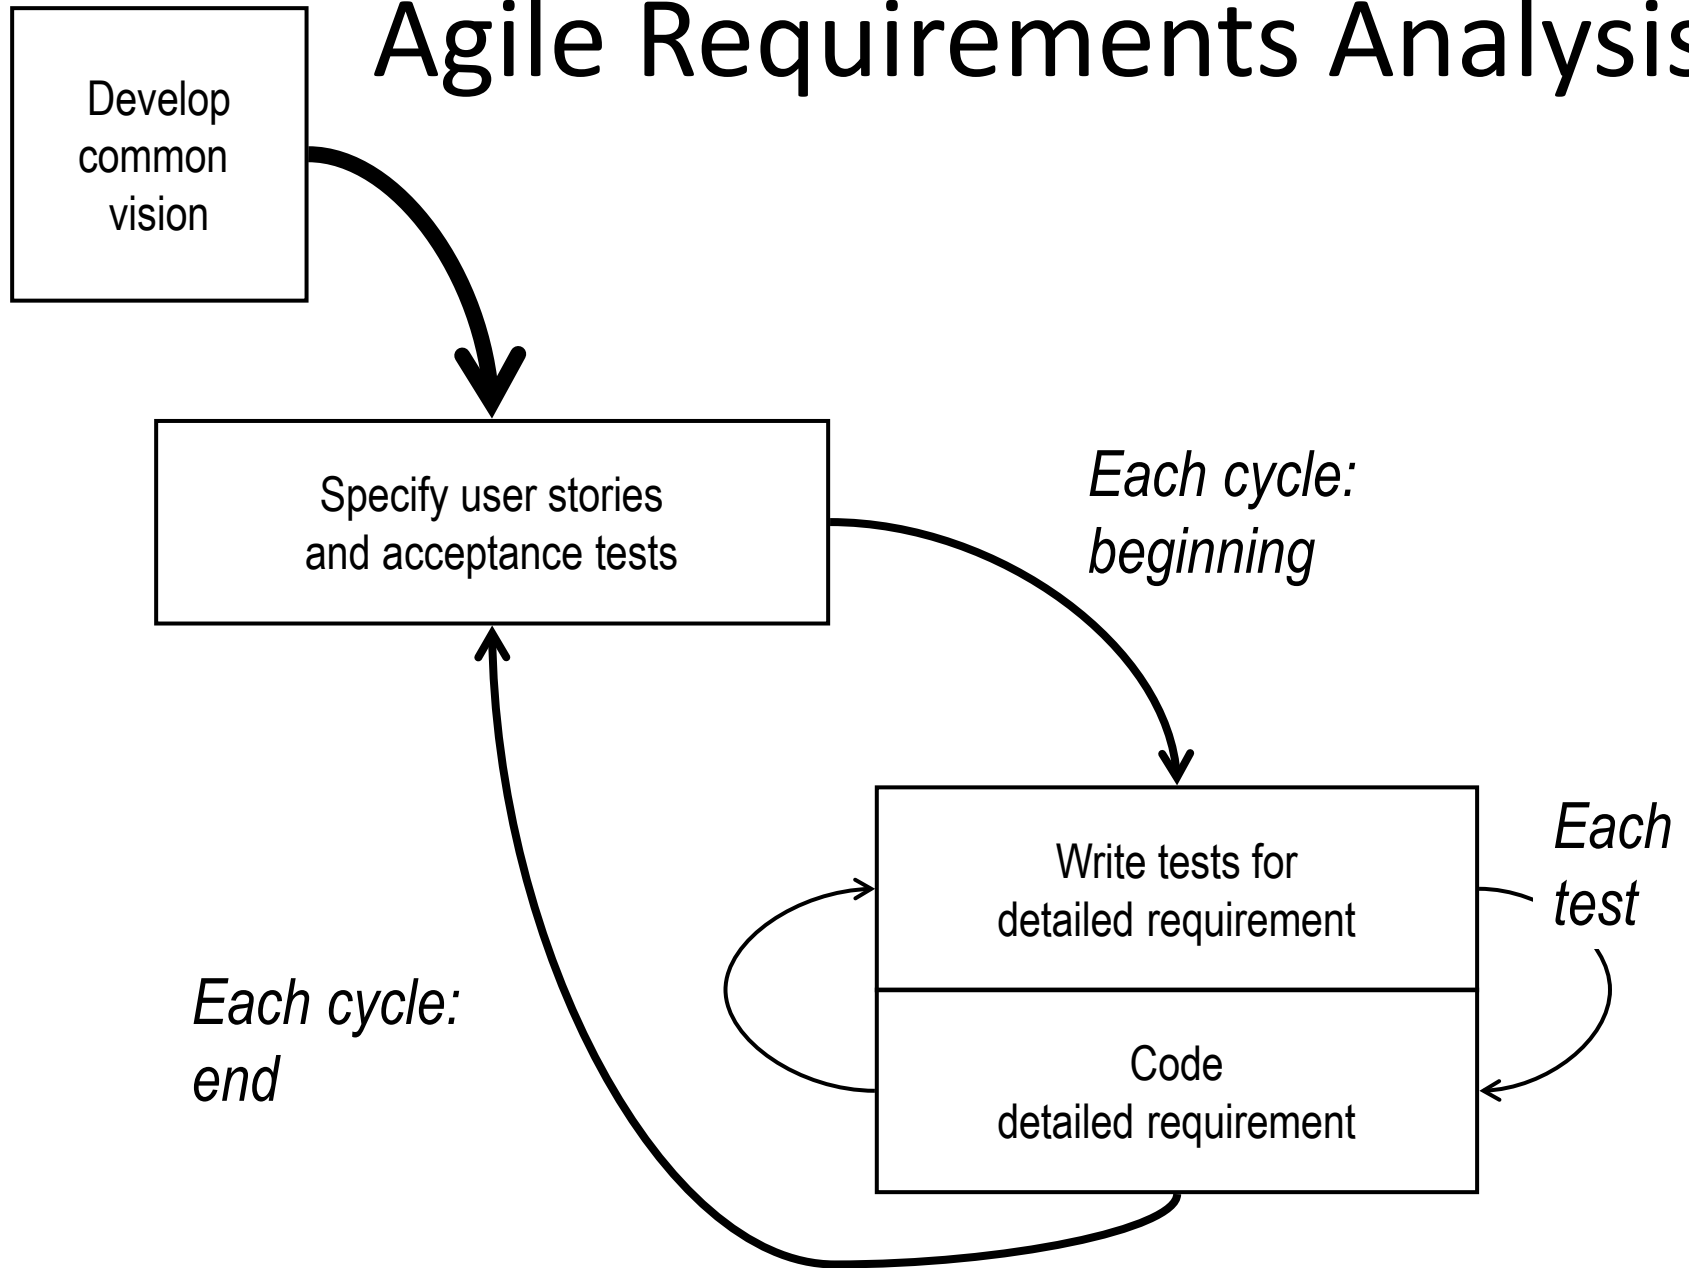 Agile Requirements Analysis
Develop
common
vision
Specify user stories
and acceptance tests
Each cycle:
beginning
Write tests for
detailed requirement
Each
test
Code
detailed requirement
Each cycle:
end